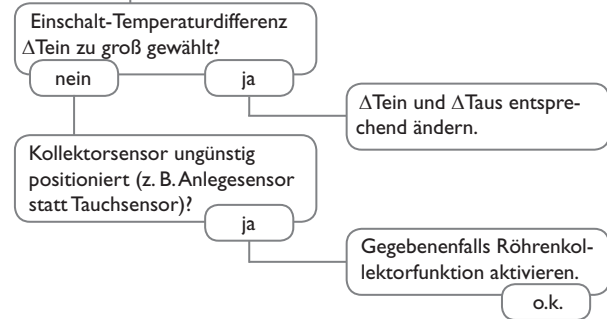 Einschalt-Temperaturdifferenz
ΔTein zu groß gewählt?
nein
ja
ΔTein und ΔTaus entspre-
chend ändern.
Kollektorsensor ungünstig
positioniert (z. B. Anlegesensor
statt Tauchsensor)?
ja
Gegebenenfalls Röhrenkol-
lektorfunktion aktivieren.
o.k.